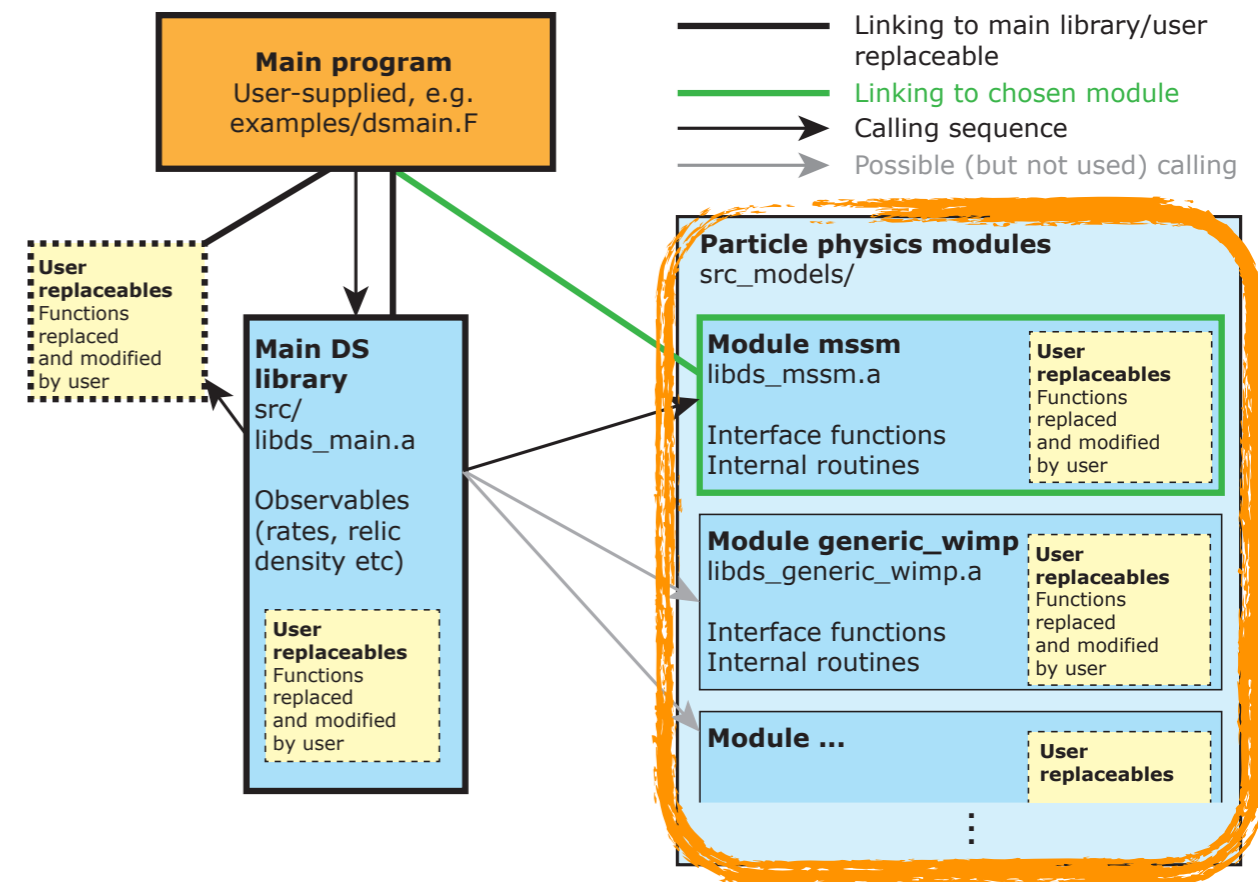 Main program
User-supplied, e.g.
examples/dsmain.F
Linking to main library/user
replaceable
Linking to chosen module
Calling sequence
Possible (but not used) calling
User
replaceables
Functions
replaced
and modified
by user
Main DS
library
src/
libds_main.a
Observables
(rates, relic
density etc)
User
replaceables
Functions
replaced
and modified
by user
Particle physics modules
src_models/
Module mssm
libds_mssm.a
Interface functions
Internal routines
User
replaceables
Functions
replaced
and modified
by user
Module generic_wimp
libds_generic_wimp.a
Interface functions
Internal routines
User
replaceables
Functions
replaced
and modified
by user
Module ...
User
replaceables
⋮